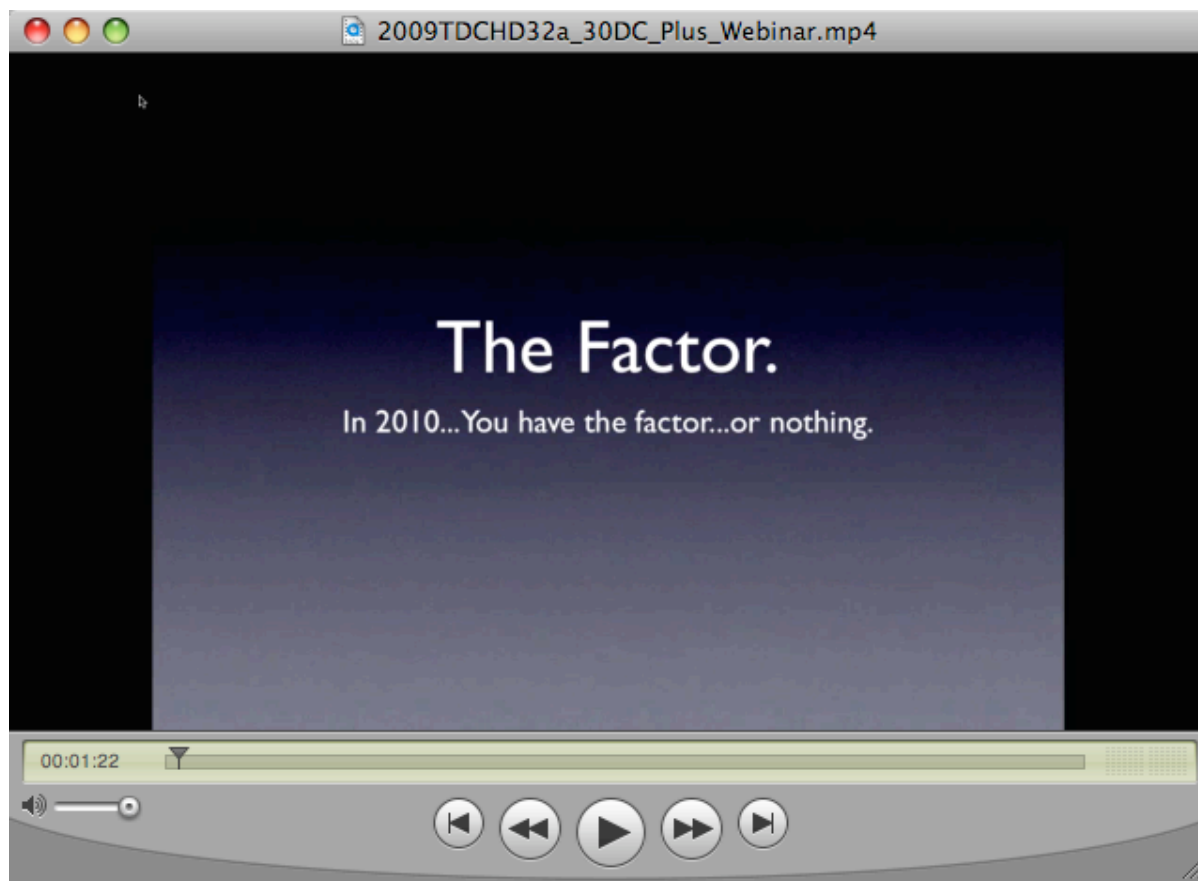 2009TDCHD32a_30DC_Plus_Webinar.mp4
The Factor.
In 2010...You have the factor...or nothing.
00:01:22